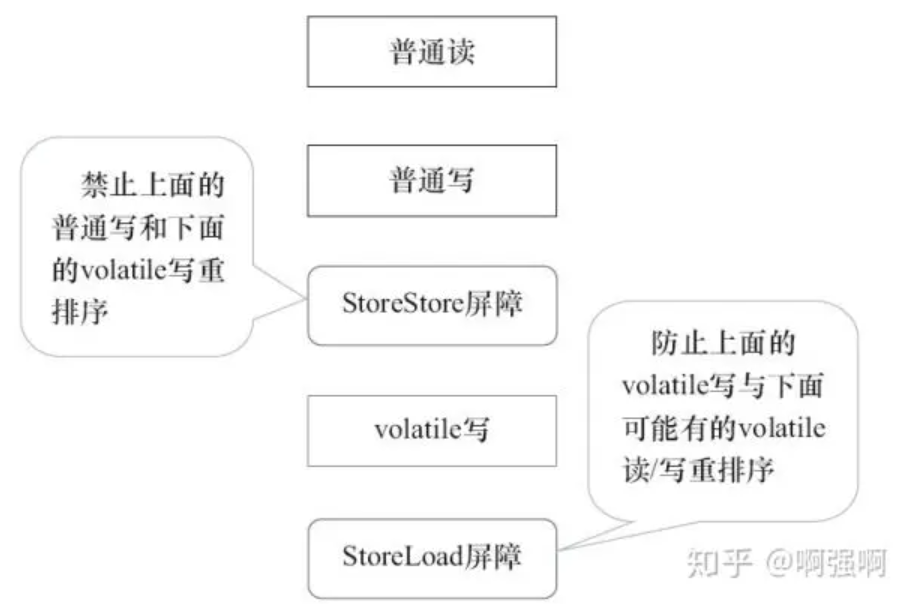 普通读
普通写
禁止上面的
普通写和下面
的volatile写重
排序
StoreStore屏障
防止上面的
volatile写与下面
可能有的volatile
读/写重排序
volatile写
StoreLoad屏障
知乎 @啊强啊